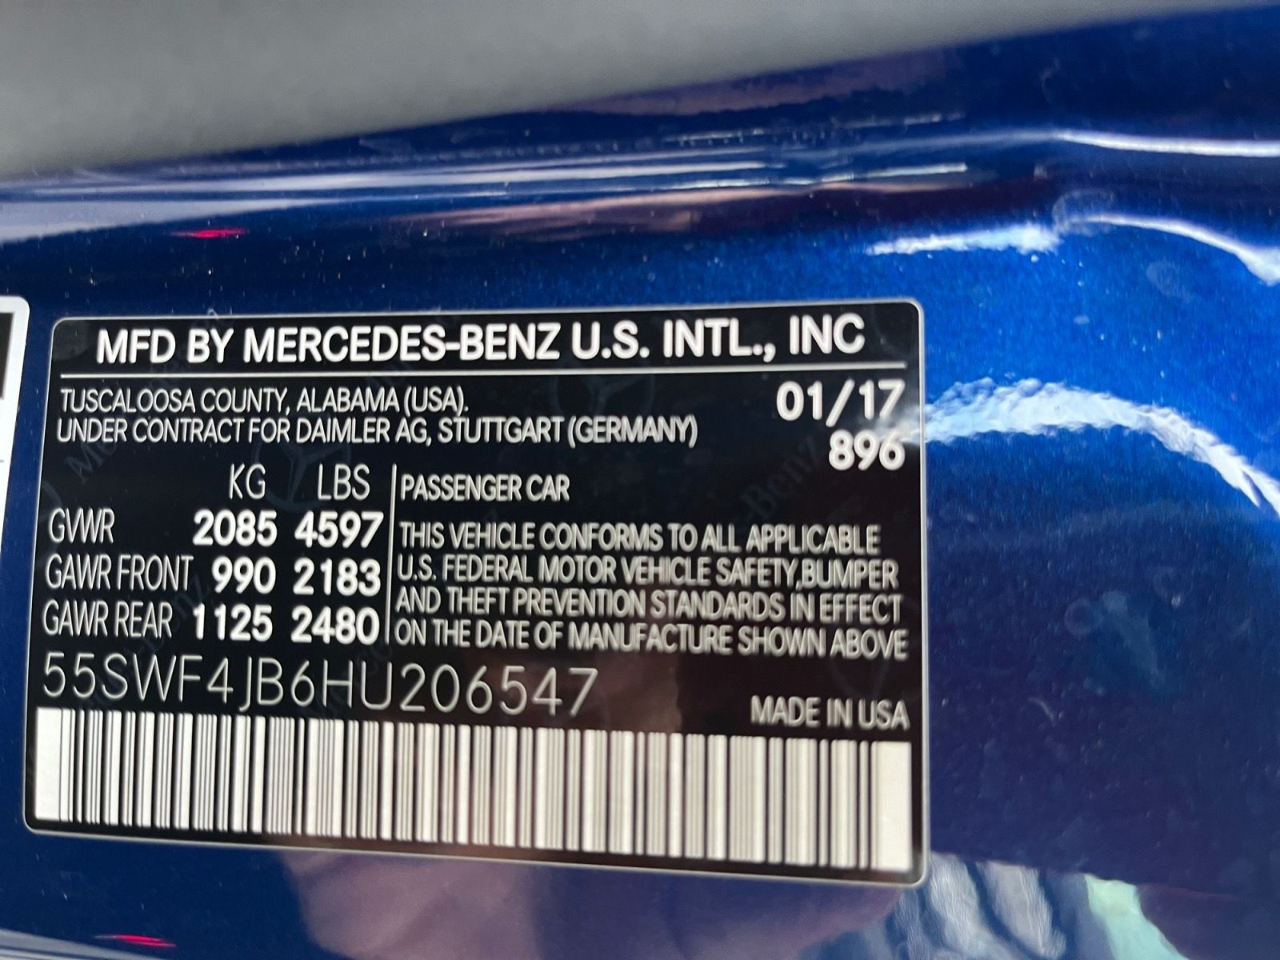 MFD BY MERCEDES-BENZ U.S. INTL., INC
TUSCALOOSA COUNTY, ALABAMA (USA).
UNDER CONTRACT FOR DAIMLER AG, STUTTGART (GERMANY)
01/17
896
KG LBS
GVWR 2085 4597
GAWR FRONT 990 2183
GAWR REAR 1125 2480
PASSENGER CAR
THIS VEHICLE CONFORMS TO ALL APPLICABLE
U.S. FEDERAL MOTOR VEHICLE SAFETY,BUMPER
AND THEFT PREVENTION STANDARDS IN EFFECT
ON THE DATE OF MANUFACTURE SHOWN ABOVE
55SWF4JB6HU206547
MADE IN USA